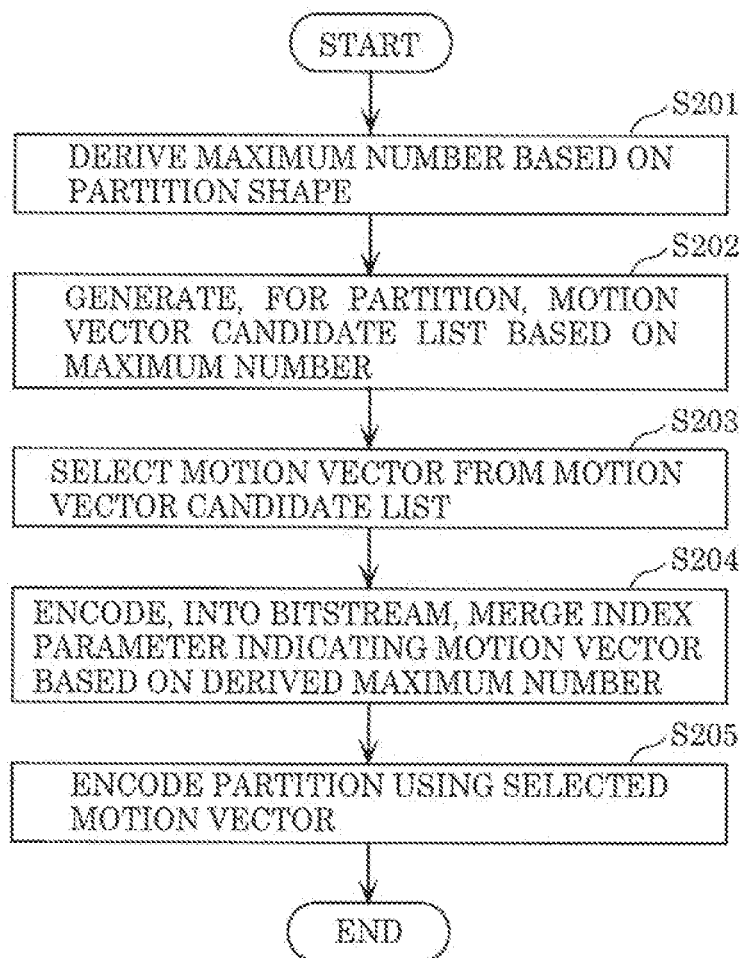 START
S201
DERIVE MAXIMUM NUMBER BASED ON
PARTITION SHAPE
S202
GENERATE, FOR PARTITION, MOTION
VECTOR CANDIDATE LIST BASED ON
MAXIMUM NUMBER
S203
SELECT MOTION VECTOR FROM MOTION
VECTOR CANDIDATE LIST
S204
ENCODE, INTO BITSTREAM, MERGE INDEX
PARAMETER INDICATING MOTION VECTOR
BASED ON DERIVED MAXIMUM NUMBER
S205
ENCODE PARTITION USING SELECTED
MOTION VECTOR
END